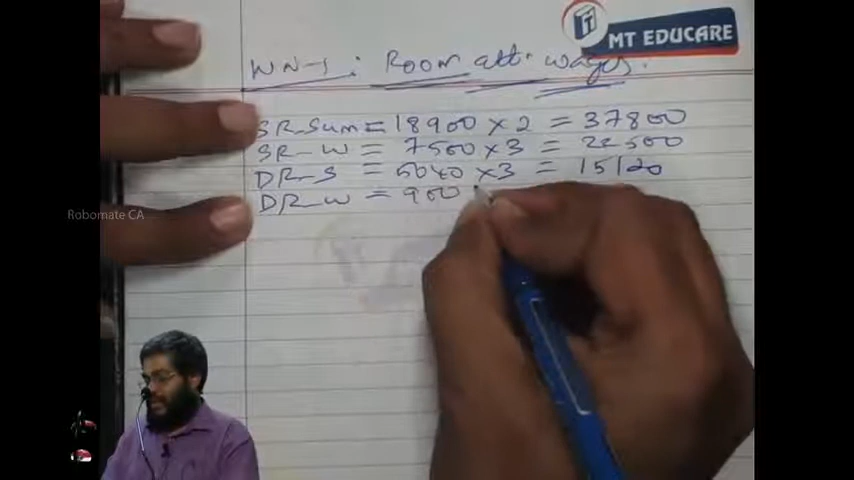 MT EDUCARE
WN-1: Room att. wages.
SR-Sum = 18900 × 2 = 37800
SR-W = 7500 × 3 = 22500
DR-S = 5040 × 3 = 15120
DR-W = 900
Robomate CA